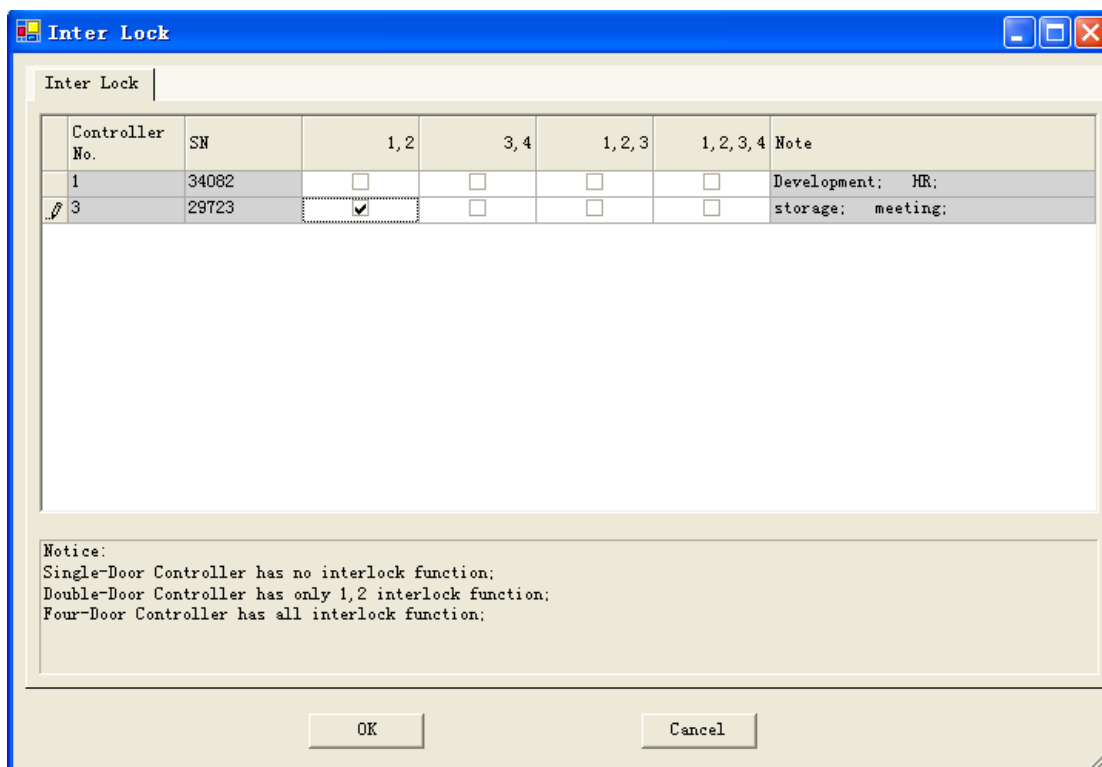 Inter Lock
Inter Lock
Controller No. SN 1,2 3,4 1,2,3 1,2,3,4 Note
1 34082 Development; HR;
3 29723 storage; meeting;
Notice:
Single-Door Controller has no interlock function;
Double-Door Controller has only 1,2 interlock function;
Four-Door Controller has all interlock function;
OK Cancel